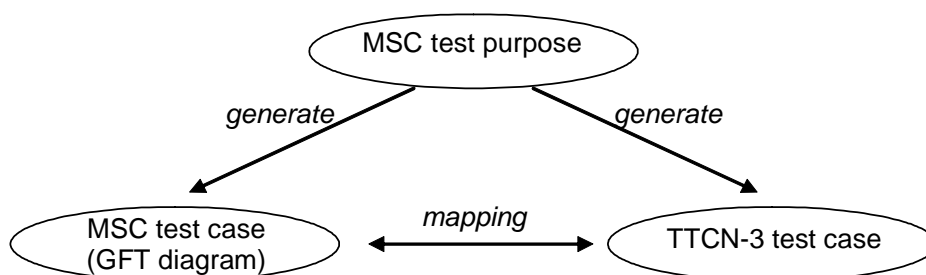 MSC test purpose
generate
generate
MSC test case
(GFT diagram)
mapping
TTCN-3 test case